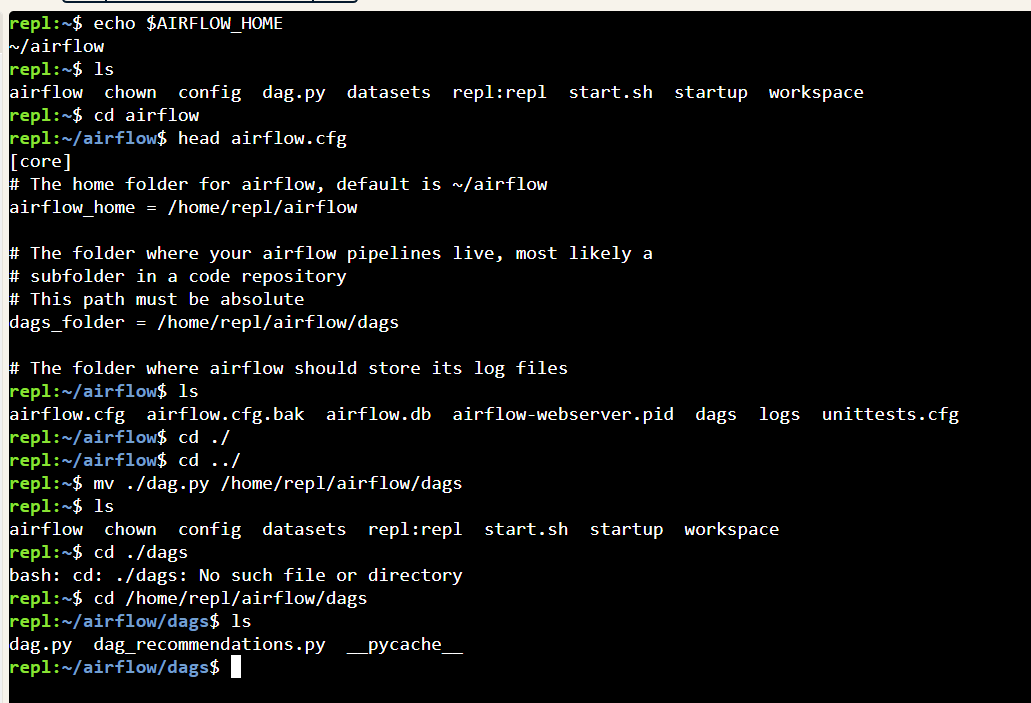 repl:~$ echo $AIRFLOW_HOME
~/airflow
repl:~$ ls
airflow  chown  config  dag.py  datasets  repl:repl  start.sh  startup  workspace
repl:~$ cd airflow
repl:~/airflow$ head airflow.cfg
[core]
# The home folder for airflow, default is ~/airflow
airflow_home = /home/repl/airflow

# The folder where your airflow pipelines live, most likely a
# subfolder in a code repository
# This path must be absolute
dags_folder = /home/repl/airflow/dags

# The folder where airflow should store its log files
repl:~/airflow$ ls
airflow.cfg  airflow.cfg.bak  airflow.db  airflow-webserver.pid  dags  logs  unittests.cfg
repl:~/airflow$ cd ./
repl:~/airflow$ cd ../
repl:~$ mv ./dag.py /home/repl/airflow/dags
repl:~$ ls
airflow  chown  config  datasets  repl:repl  start.sh  startup  workspace
repl:~$ cd ./dags
bash: cd: ./dags: No such file or directory
repl:~$ cd /home/repl/airflow/dags
repl:~/airflow/dags$ ls
dag.py  dag_recommendations.py  __pycache__
repl:~/airflow/dags$